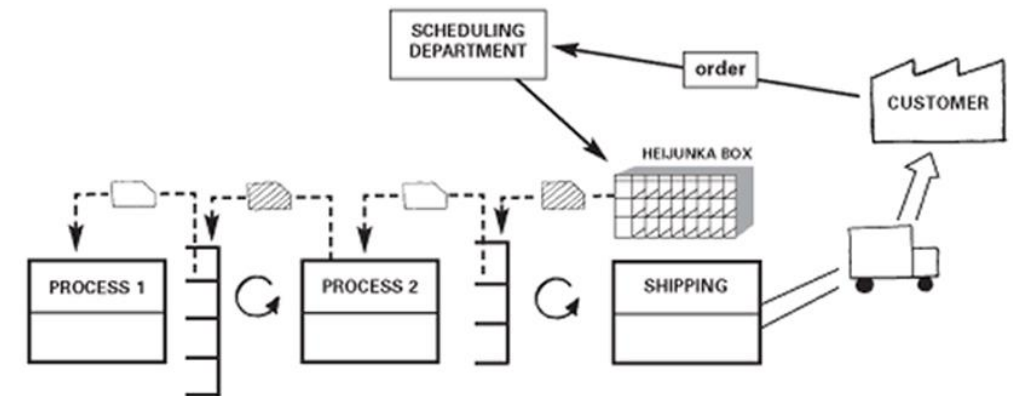 SCHEDULING
DEPARTMENT
order
CUSTOMER
HEIJUNKA BOX
PROCESS 1
PROCESS 2
SHIPPING